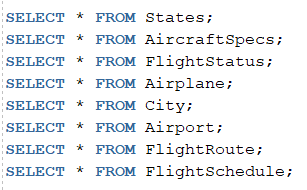 SELECT * FROM States;
SELECT * FROM AircraftSpecs;
SELECT * FROM FlightStatus;
SELECT * FROM Airplane;
SELECT * FROM City;
SELECT * FROM Airport;
SELECT * FROM FlightRoute;
SELECT * FROM FlightSchedule;